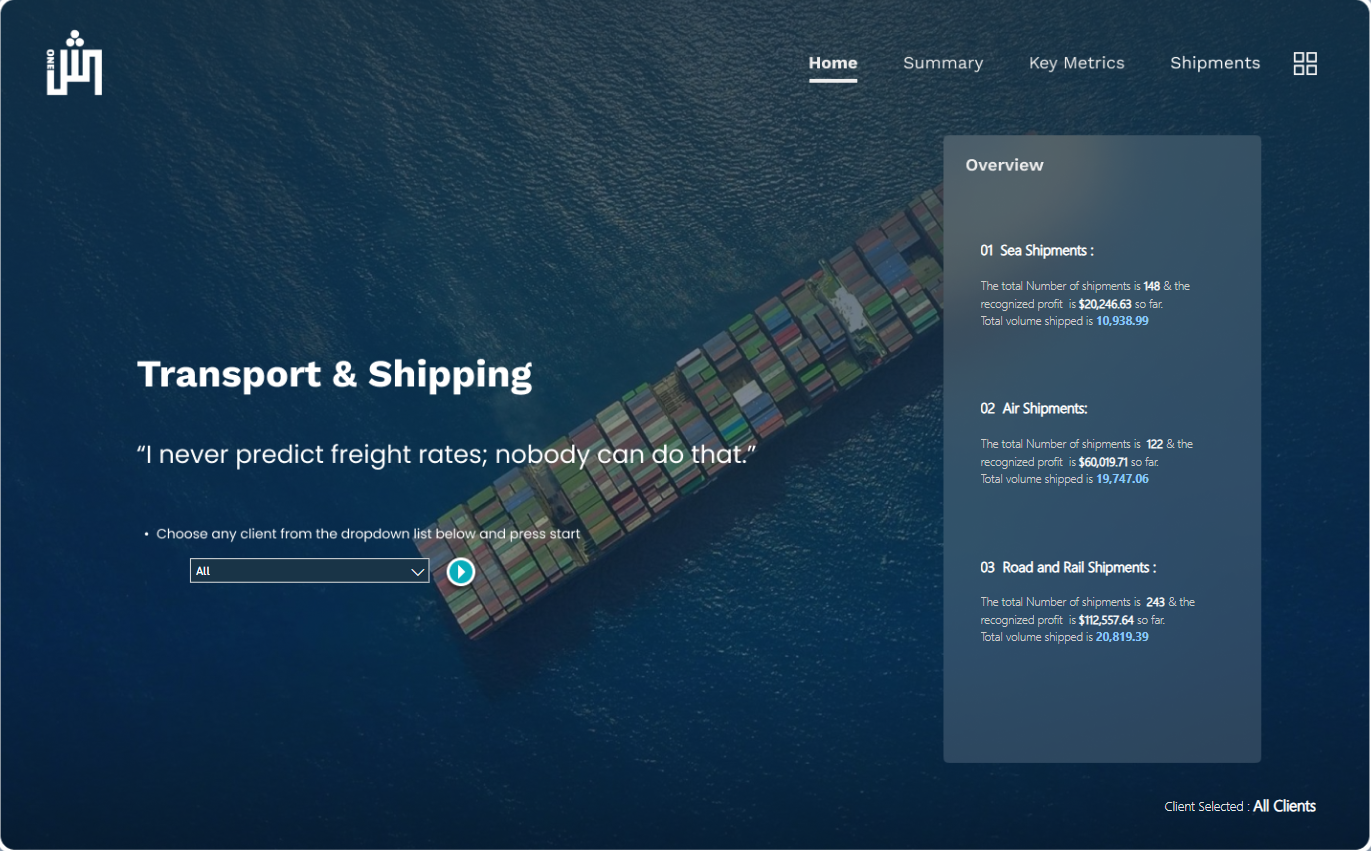 ONE
Home Summary Key Metrics Shipments
Overview
01 Sea Shipments :
The total Number of shipments is 148 & the
recognized profit is $20,246.63 so far.
Total volume shipped is 10,938.99
Transport & Shipping
“I never predict freight rates; nobody can do that.”
• Choose any client from the dropdown list below and press start
All
02 Air Shipments:
The total Number of shipments is 122 & the
recognized profit is $60,019.71 so far.
Total volume shipped is 19,747.06
03 Road and Rail Shipments :
The total Number of shipments is 243 & the
recognized profit is $112,557.64 so far.
Total volume shipped is 20,819.39
Client Selected : All Clients